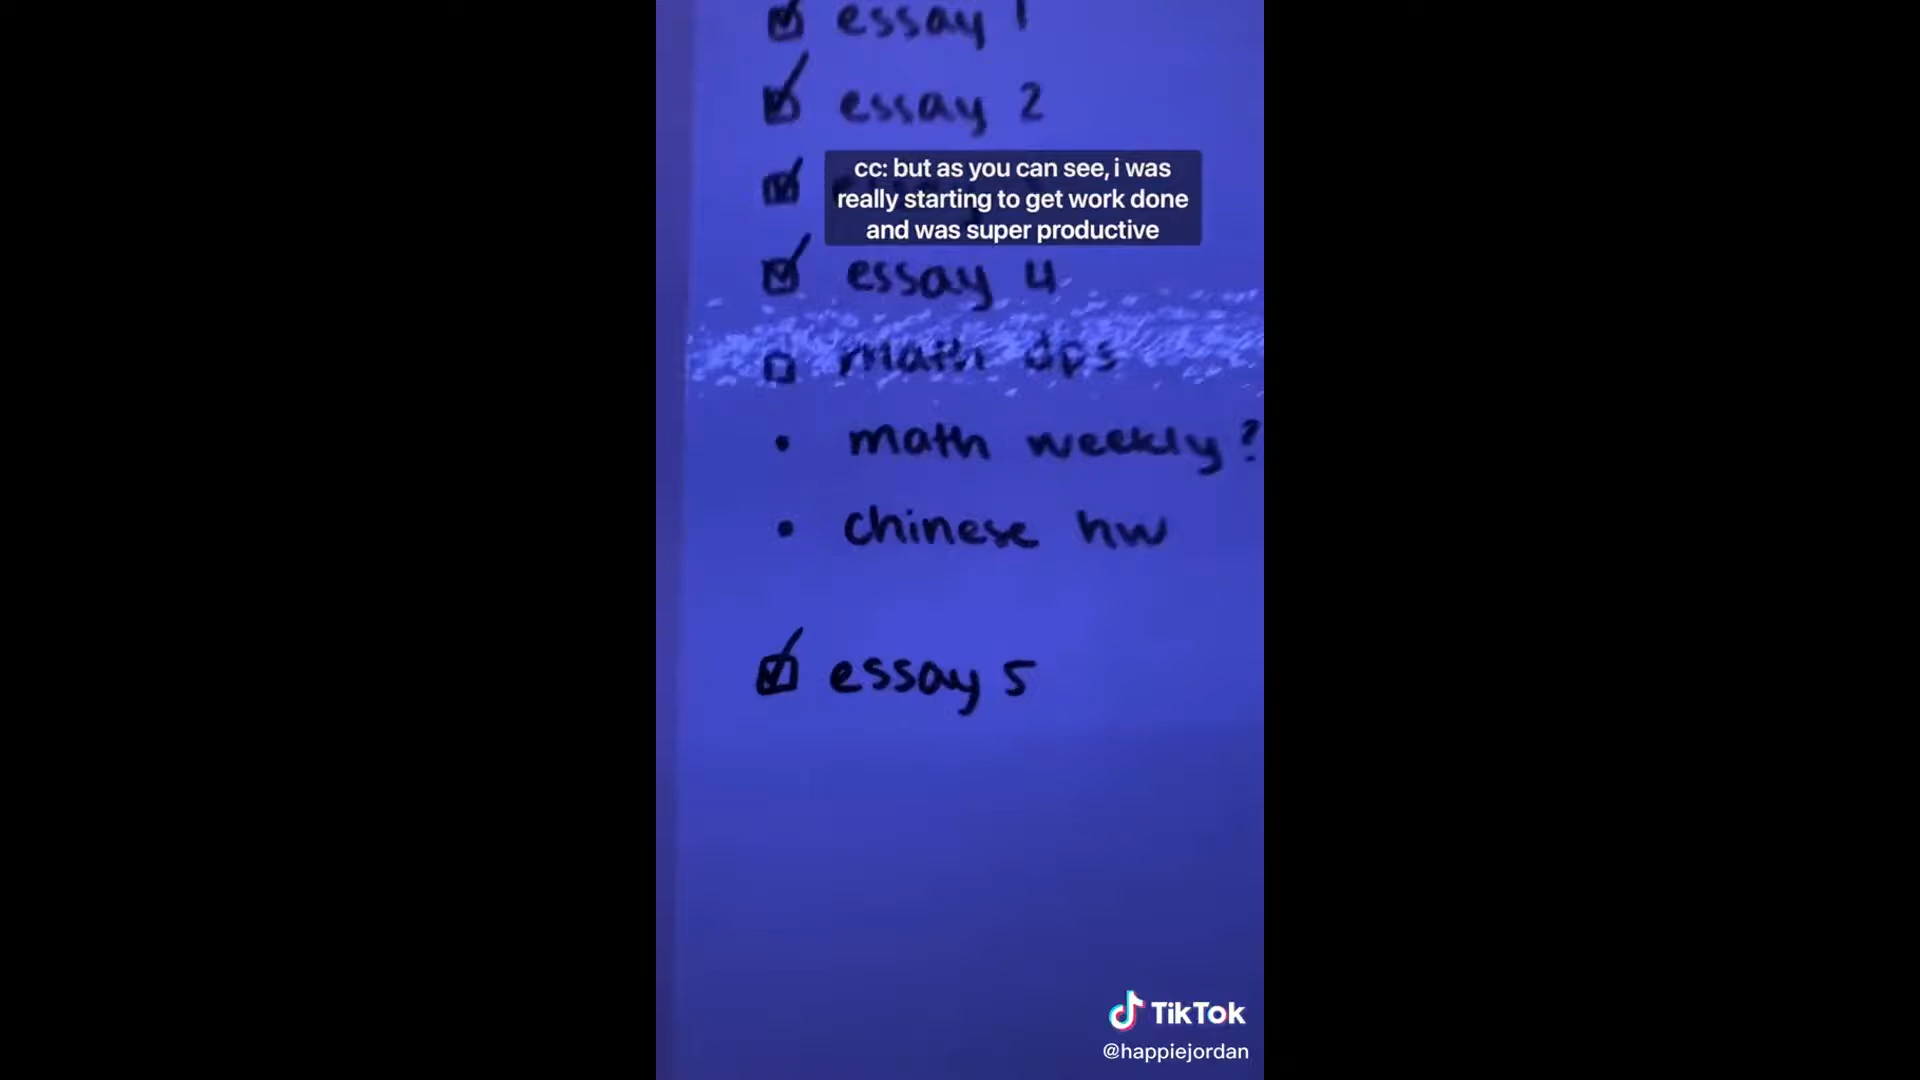 essay 1
essay 2
cc: but as you can see, i was
really starting to get work done
and was super productive
essay 4
math dps
• math weekly?
• chinese hw
essay 5
TikTok
@happiejordan